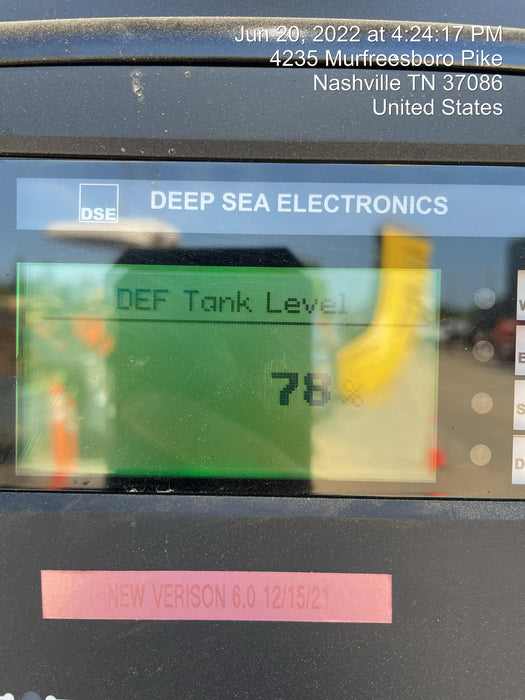 Jun 20, 2022 at 4:24:17 PM
4235 Murfreesboro Pike
Nashville TN 37086
United States
DSE
DEEP SEA ELECTRONICS
DEF Tank Level
78%
W
E
S
D
NEW VERISON 6.0 12/15/21